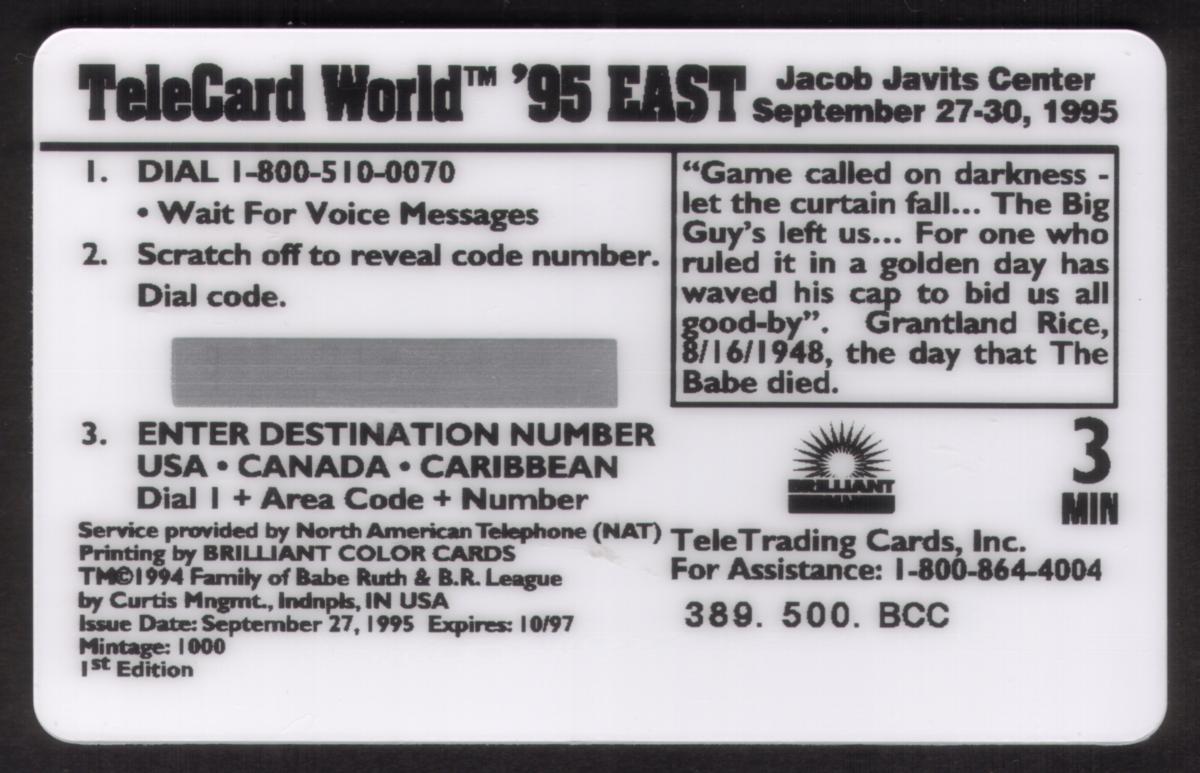 TeleCard World™ '95 EAST
Jacob Javits Center
September 27-30, 1995
1. DIAL 1-800-510-0070
• Wait For Voice Messages
2. Scratch off to reveal code number.
Dial code.
"Game called on darkness -
let the curtain fall... The Big
Guy's left us... For one who
ruled it in a golden day has
waved his cap to bid us all
good-by". Grantland Rice,
8/16/1948, the day that The
Babe died.
3. ENTER DESTINATION NUMBER
USA • CANADA • CARIBBEAN
Dial 1 + Area Code + Number
BRILLIANT
3
MIN
Service provided by North American Telephone (NAT)
Printing by BRILLIANT COLOR CARDS
TM©1994 Family of Babe Ruth & B.R. League
by Curtis Mngmt., Indnpls, IN USA
Issue Date: September 27, 1995 Expires: 10/97
Mintage: 1000
1st Edition
TeleTrading Cards, Inc.
For Assistance: 1-800-864-4004
389. 500. BCC